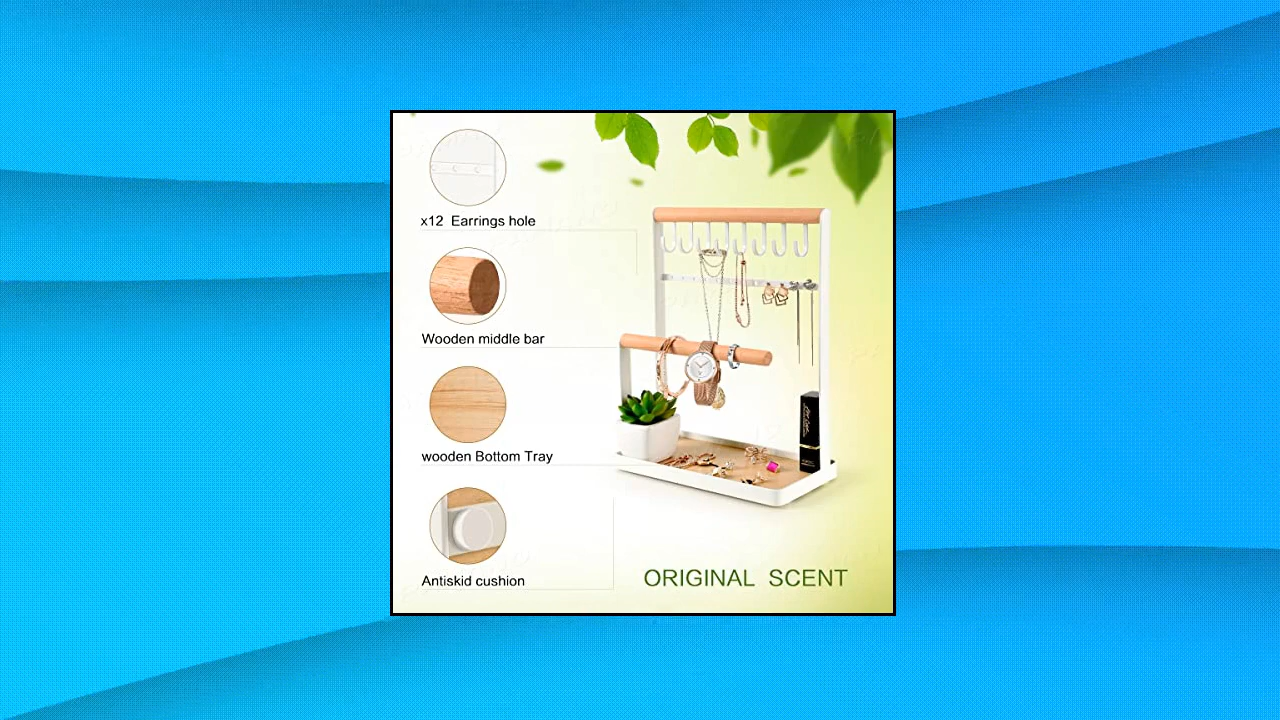 x12 Earrings hole
Wooden middle bar
wooden Bottom Tray
Antiskid cushion
ORIGINAL SCENT